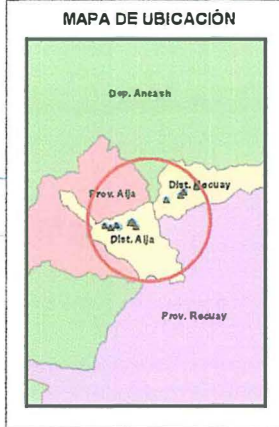 MAPA DE UBICACIÓN
Dep. Ancash
Prov. Aija
Dist. Recuay
Dist. Aija
Prov. Recuay